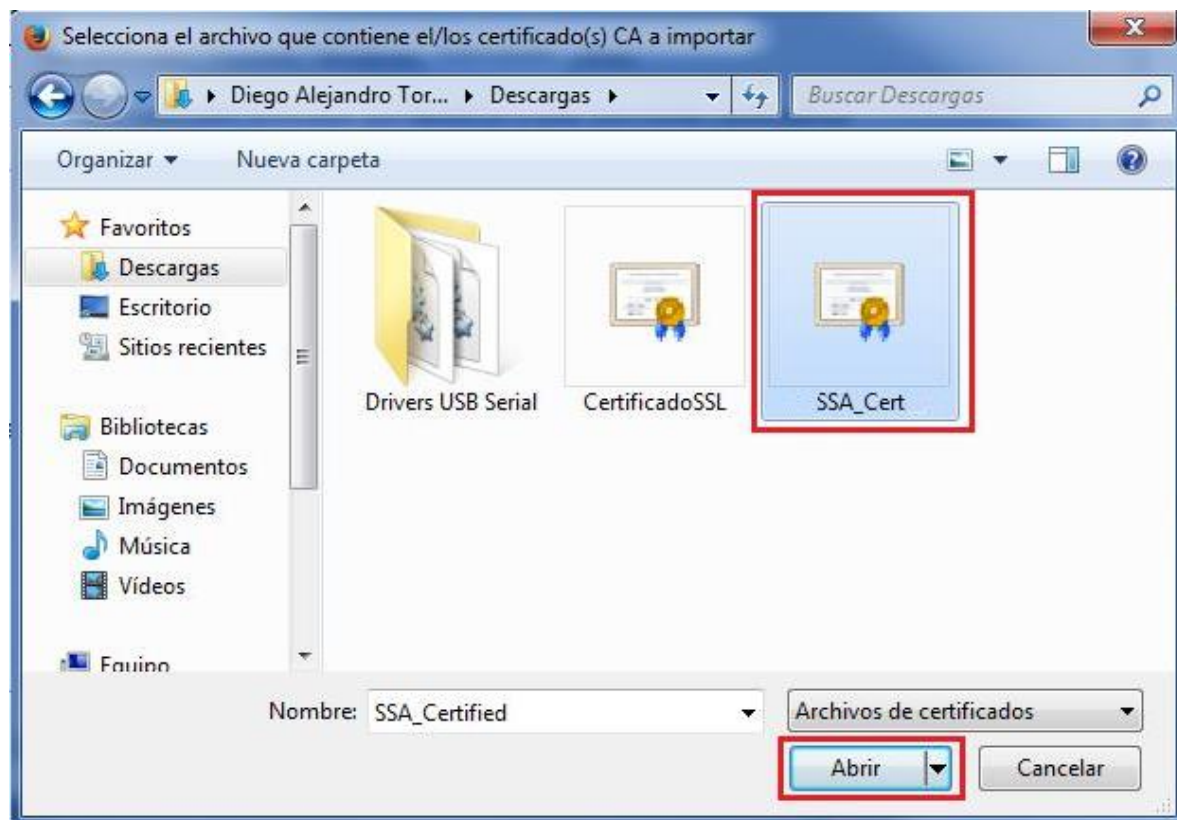 Selecciona el archivo que contiene el/los certificado(s) CA a importar
Diego Alejandro Tor... Descargas
Buscar Descargas
Organizar
Nueva carpeta
Favoritos
Descargas
Escritorio
Sitios recientes
Bibliotecas
Documentos
Imágenes
Música
Vídeos
Equipo
Drivers USB Serial
CertificadoSSL
SSA_Cert
Nombre: SSA_Certified
Archivos de certificados
Abrir
Cancelar